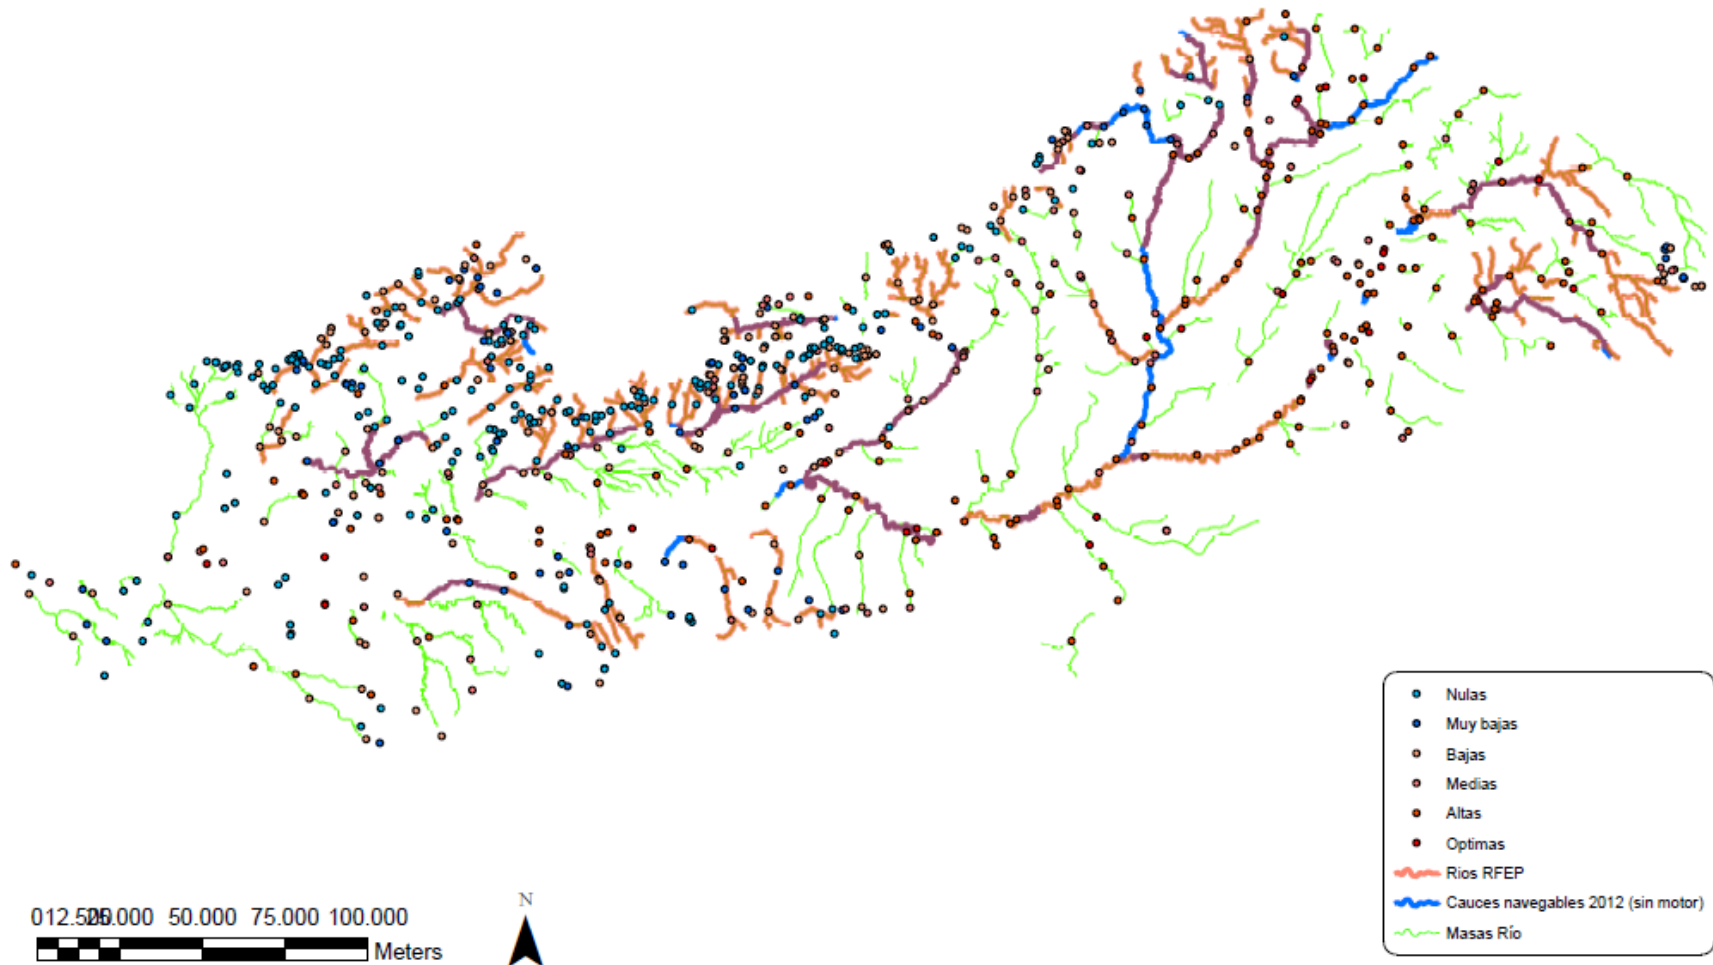 Nulas
Muy bajas
Bajas
Medias
Altas
Optimas
Rios RFEP
Cauces navegables 2012 (sin motor)
Masas Río
N
50.000 75.000 100.000
Meters